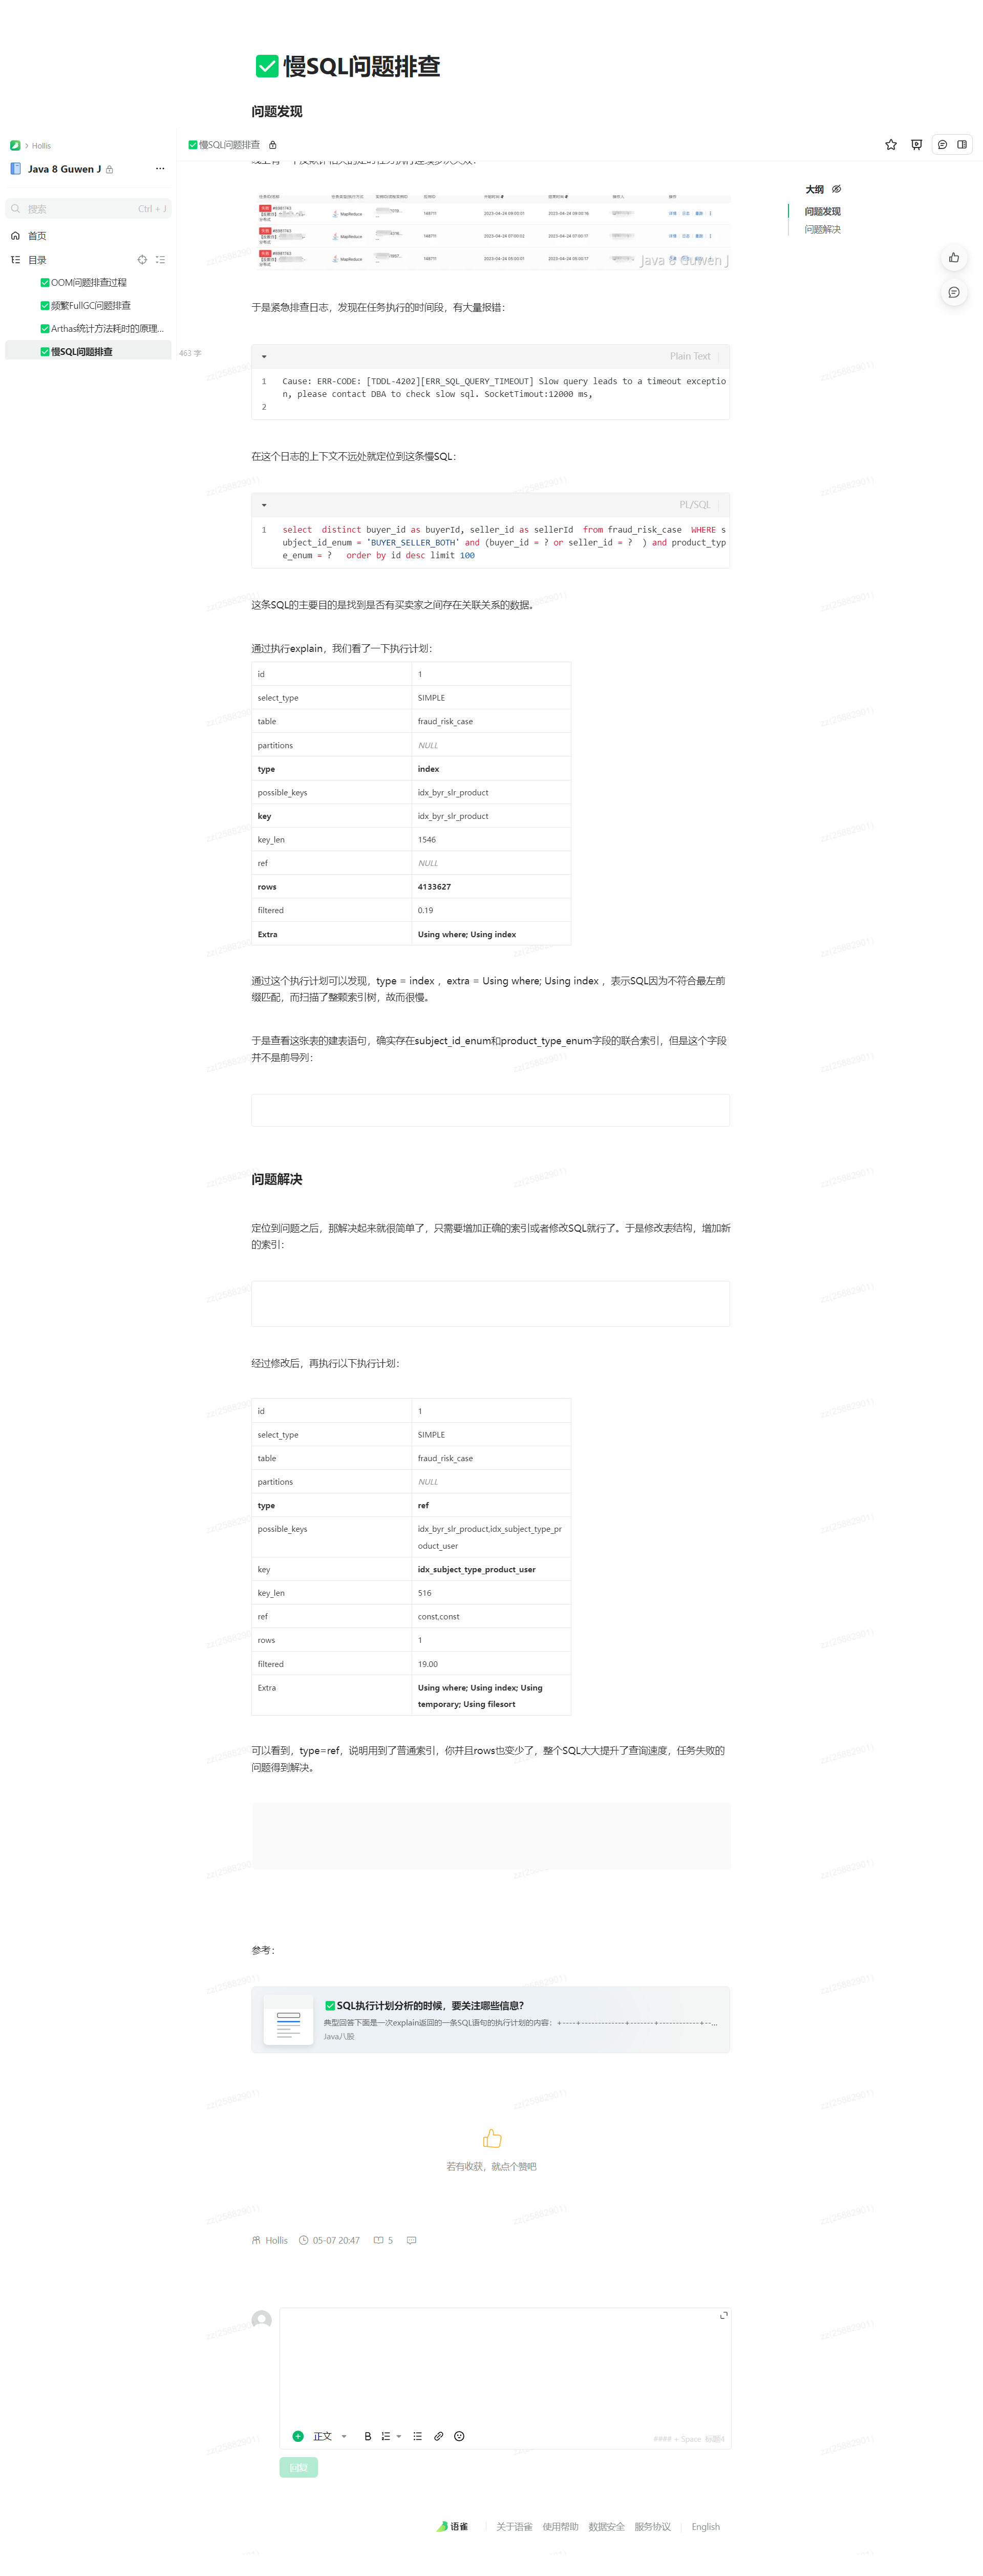 慢SQL问题排查
问题发现
Hollis
慢SQL问题排查
Java 8 Guwen J
搜索
Ctrl + J
首页
目录
OOM问题排查过程
频繁FullGC问题排查
Arthas统计方法耗时的原理...
慢SQL问题排查
463 字
大纲
问题发现
问题解决
Java 8 Guwen J
于是紧急排查日志，发现在任务执行的时间段，有大量报错：
Plain Text
1
Cause: ERR-CODE: [TDDL-4202][ERR_SQL_QUERY_TIMEOUT] Slow query leads to a timeout exceptio
n, please contact DBA to check slow sql. SocketTimout:12000 ms,
2
在这个日志的上下文不远处就定位到这条慢SQL：
PL/SQL
1
select  distinct buyer_id as buyerId, seller_id as sellerId  from fraud_risk_case  WHERE s
ubject_id_enum = 'BUYER_SELLER_BOTH' and (buyer_id = ? or seller_id = ?  ) and product_typ
e_enum = ?   order by id desc limit 100
这条SQL的主要目的是找到是否有买卖家之间存在关联关系的数据。
通过执行explain，我们看了一下执行计划：
id 1
select_type SIMPLE
table fraud_risk_case
partitions NULL
type index
possible_keys idx_byr_slr_product
key idx_byr_slr_product
key_len 1546
ref NULL
rows 4133627
filtered 0.19
Extra Using where; Using index
通过这个执行计划可以发现，type = index ，extra = Using where; Using index ，表示SQL因为不符合最左前
缀匹配，而扫描了整颗索引树，故而很慢。
于是查看这张表的建表语句，确实存在subject_id_enum和product_type_enum字段的联合索引，但是这个字段
并不是前导列：
问题解决
定位到问题之后，那解决起来就很简单了，只需要增加正确的索引或者修改SQL就行了。于是修改表结构，增加新
的索引：
经过修改后，再执行以下执行计划：
id 1
select_type SIMPLE
table fraud_risk_case
partitions NULL
type ref
possible_keys idx_byr_slr_product,idx_subject_type_pr
oduct_user
key idx_subject_type_product_user
key_len 516
ref const,const
rows 1
filtered 19.00
Extra Using where; Using index; Using
temporary; Using filesort
可以看到，type=ref，说明用到了普通索引，你并且rows也变少了，整个SQL大大提升了查询速度，任务失败的
问题得到解决。
参考：
SQL执行计划分析的时候，要关注哪些信息？
典型回答下面是一次explain返回的一条SQL语句的执行计划的内容：+----+-------------+-------+------------+--...
Java八股
若有收获，就点个赞吧
Hollis
05-07 20:47
5
正文
#### + Space 标题4
回复
语雀
关于语雀
使用帮助
数据安全
服务协议
English